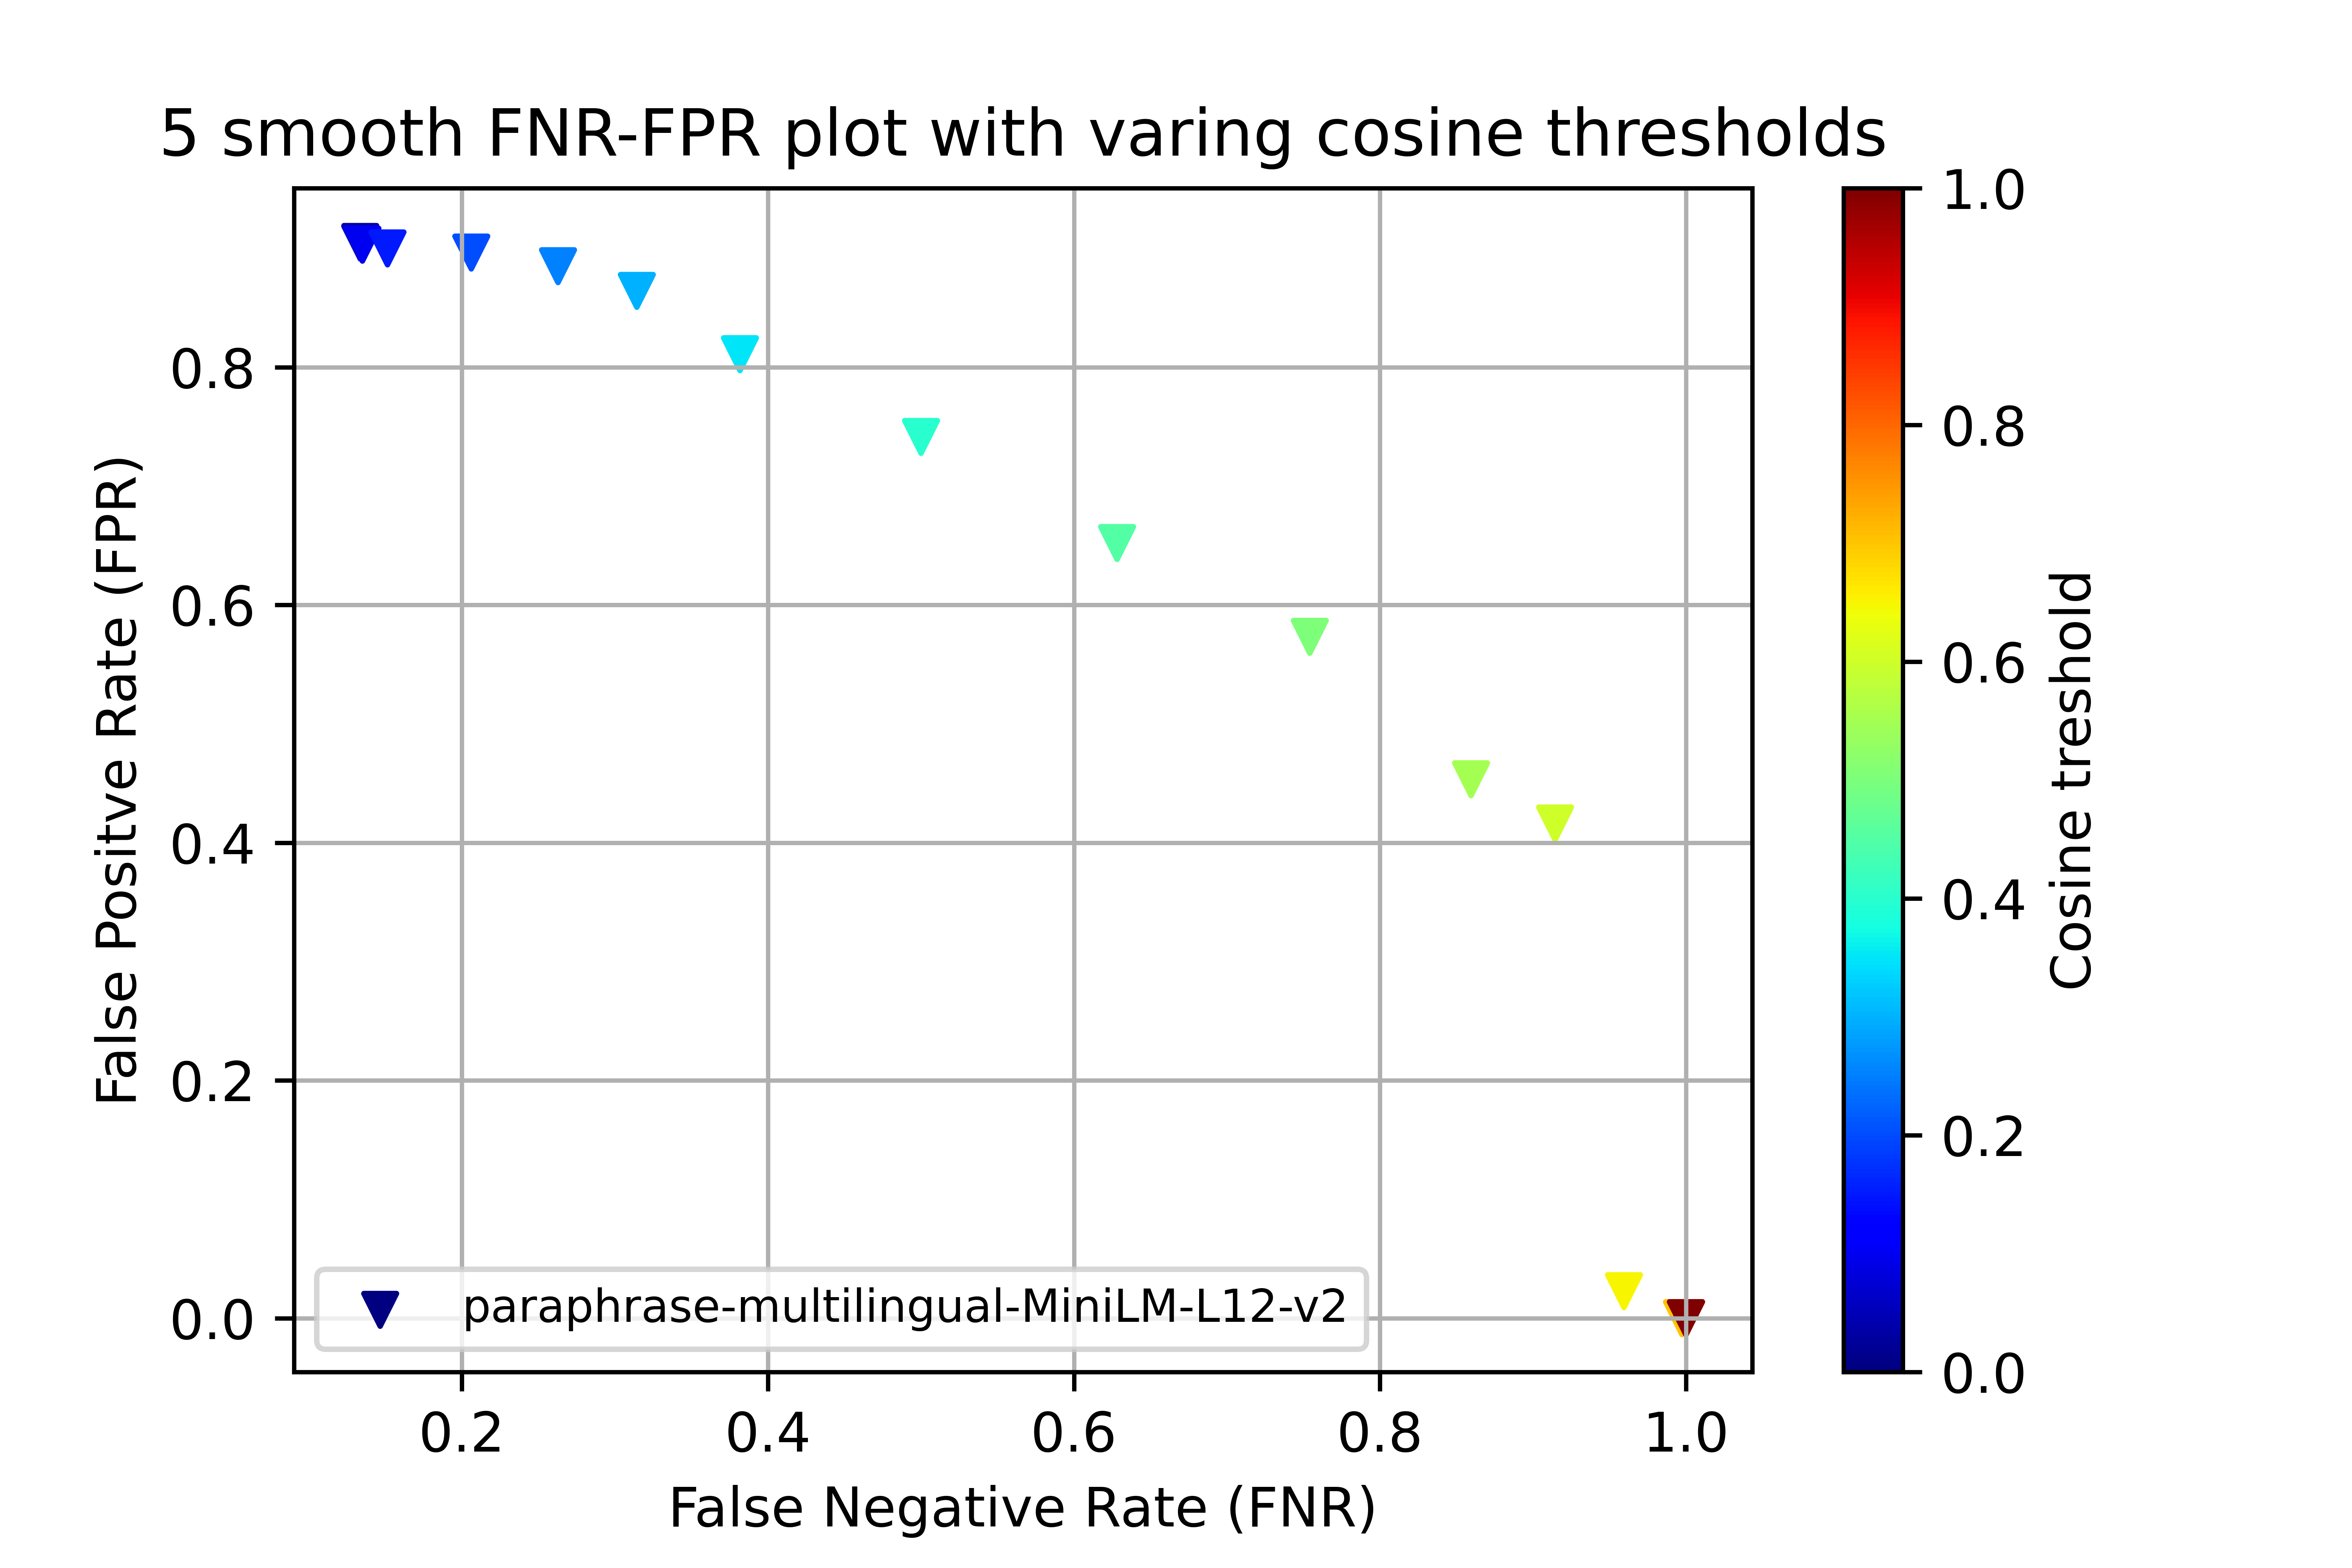 5 smooth FNR-FPR plot with varing cosine thresholds
False Positve Rate (FPR)
0.8
0.6
0.4
0.2
0.0
paraphrase-multilingual-MiniLM-L12-v2
0.2 0.4 0.6 0.8 1.0
False Negative Rate (FNR)
1.0
0.8
0.6
0.4
0.2
0.0
Cosine treshold